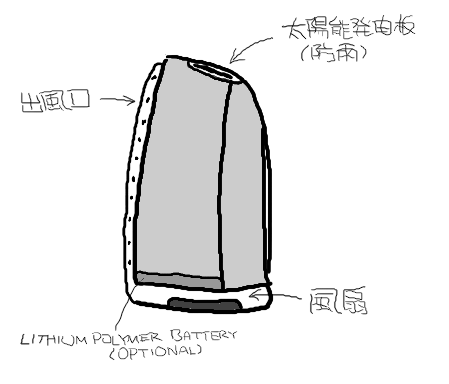 太陽能発电板
(防雨)
出風口
風扇
LITHIUM POLYMER BATTERY
(OPTIONAL)